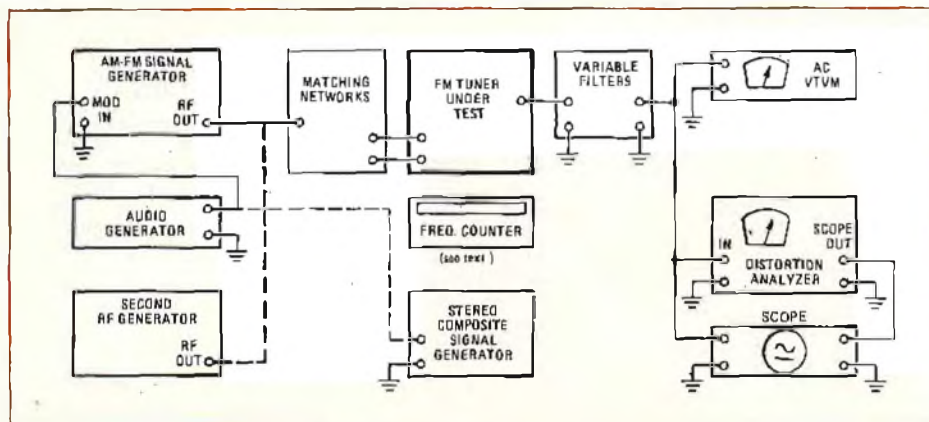 AM-FM SIGNAL
GENERATOR
MOD
IN
RF
OUT
MATCHING
NETWORKS
FM TUNER
UNDER
TEST
VARIABLE
FILTERS
AC
VTVM
AUDIO
GENERATOR
FREQ. COUNTER
(see text)
IN
SCOPE
OUT
DISTORTION
ANALYZER
SECOND
RF GENERATOR
RF
OUT
STEREO
COMPOSITE
SIGNAL
GENERATOR
SCOPE